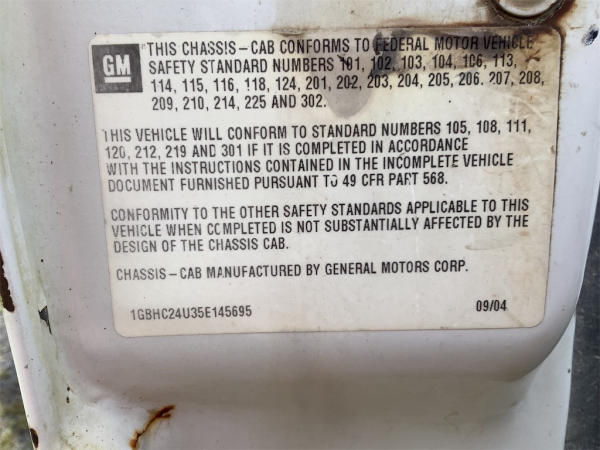 GM
THIS CHASSIS-CAB CONFORMS TO FEDERAL MOTOR VEHICLE
SAFETY STANDARD NUMBERS 101, 102, 103, 104, 106, 113,
114, 115, 116, 118, 124, 201, 202, 203, 204, 205, 206. 207, 208,
209, 210, 214, 225 AND 302.
THIS VEHICLE WILL CONFORM TO STANDARD NUMBERS 105, 108, 111,
120, 212, 219 AND 301 IF IT IS COMPLETED IN ACCORDANCE
WITH THE INSTRUCTIONS CONTAINED IN THE INCOMPLETE VEHICLE
DOCUMENT FURNISHED PURSUANT TO 49 CFR PART 568.
CONFORMITY TO THE OTHER SAFETY STANDARDS APPLICABLE TO THIS
VEHICLE WHEN COMPLETED IS NOT SUBSTANTIALLY AFFECTED BY THE
DESIGN OF THE CHASSIS CAB.
CHASSIS-CAB MANUFACTURED BY GENERAL MOTORS CORP.
1GBHC24U35E145695 09/04